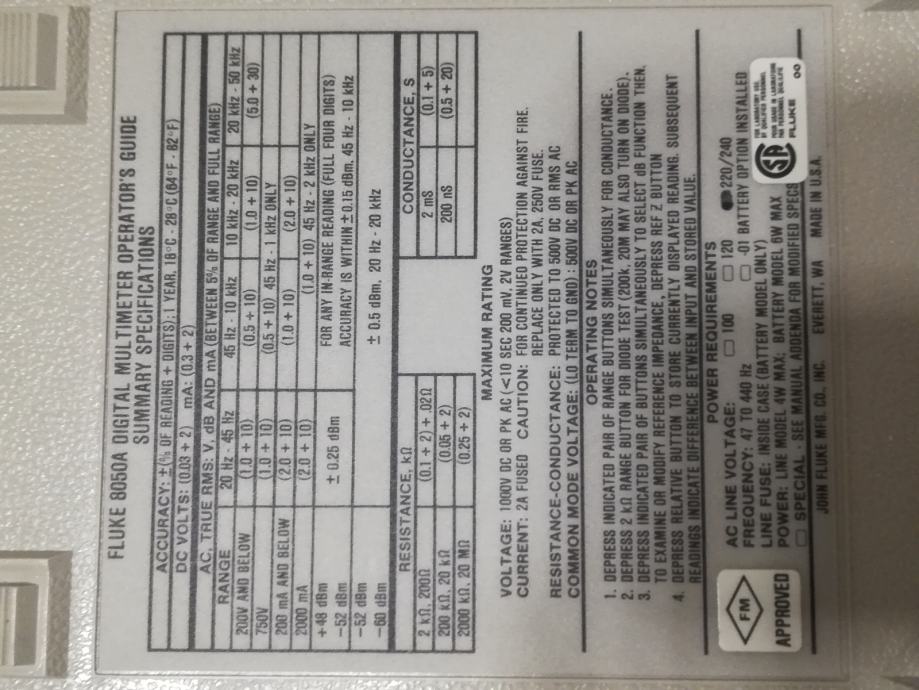 FLUKE 8050A DIGITAL MULTIMETER OPERATOR'S GUIDE
SUMMARY SPECIFICATIONS
ACCURACY: ±(% OF READING + DIGITS): 1 YEAR, 18°C - 28°C (64°F - 82°F)
DC VOLTS: (0.03 + 2) mA: (0.3 + 2)
AC, TRUE RMS: V, dB AND mA (BETWEEN 5% OF RANGE AND FULL RANGE)
RANGE 20 Hz - 45 Hz 45 Hz - 10 kHz 10 kHz - 20 kHz 20 kHz - 50 kHz
200V AND BELOW (1.0 + 10) (0.5 + 10) (1.0 + 10) (5.0 + 30)
750V (1.0 + 10) (0.5 + 10) 45 Hz - 1 kHz ONLY
200 mA AND BELOW (2.0 + 10) (1.0 + 10) (2.0 + 10)
2000 mA (2.0 + 10) (1.0 + 10) 45 Hz - 2 kHz ONLY
+48 dBm FOR ANY IN-RANGE READING (FULL FOUR DIGITS)
−52 dBm ± 0.25 dBm ACCURACY IS WITHIN ±0.15 dBm, 45 Hz - 10 kHz
−52 dBm
−60 dBm ± 0.5 dBm, 20 Hz - 20 kHz
RESISTANCE, kΩ CONDUCTANCE, S
2 kΩ, 200Ω (0.1 + 2) + .02Ω 2 mS (0.1 + 5)
200 kΩ, 20 kΩ (0.05 + 2) 200 nS (0.5 + 20)
2000 kΩ, 20 MΩ (0.25 + 2)
MAXIMUM RATING
VOLTAGE: 1000V DC OR PK AC (<10 SEC 200 mV, 2V RANGES)
CURRENT: 2A FUSED CAUTION: FOR CONTINUED PROTECTION AGAINST FIRE,
REPLACE ONLY WITH 2A, 250V FUSE.
RESISTANCE-CONDUCTANCE: PROTECTED TO 500V DC OR RMS AC
COMMON MODE VOLTAGE: (LO TERM TO GND): 500V DC OR PK AC
OPERATING NOTES
1. DEPRESS INDICATED PAIR OF RANGE BUTTONS SIMULTANEOUSLY FOR CONDUCTANCE.
2. DEPRESS 2 kΩ RANGE BUTTON FOR DIODE TEST (200k, 20M MAY ALSO TURN ON DIODE).
3. DEPRESS INDICATED PAIR OF BUTTONS SIMULTANEOUSLY TO SELECT dB FUNCTION THEN,
TO EXAMINE OR MODIFY REFERENCE IMPEDANCE, DEPRESS REF Z BUTTON
4. DEPRESS RELATIVE BUTTON TO STORE CURRENTLY DISPLAYED READING. SUBSEQUENT
READINGS INDICATE DIFFERENCE BETWEEN INPUT AND STORED VALUE.
POWER REQUIREMENTS
AC LINE VOLTAGE: 100 120 220/240
FREQUENCY: 47 TO 440 Hz -01 BATTERY OPTION INSTALLED
LINE FUSE: INSIDE CASE (BATTERY MODEL ONLY)
POWER: LINE MODEL 4W MAX; BATTERY MODEL 6W MAX
SPECIAL - SEE MANUAL ADDENDA FOR MODIFIED SPECS
JOHN FLUKE MFG. CO. INC. EVERETT, WA MADE IN U.S.A.
FM
APPROVED
FOR LABORATORY USE
BY QUALIFIED PERSONNEL
SA
FLUKE